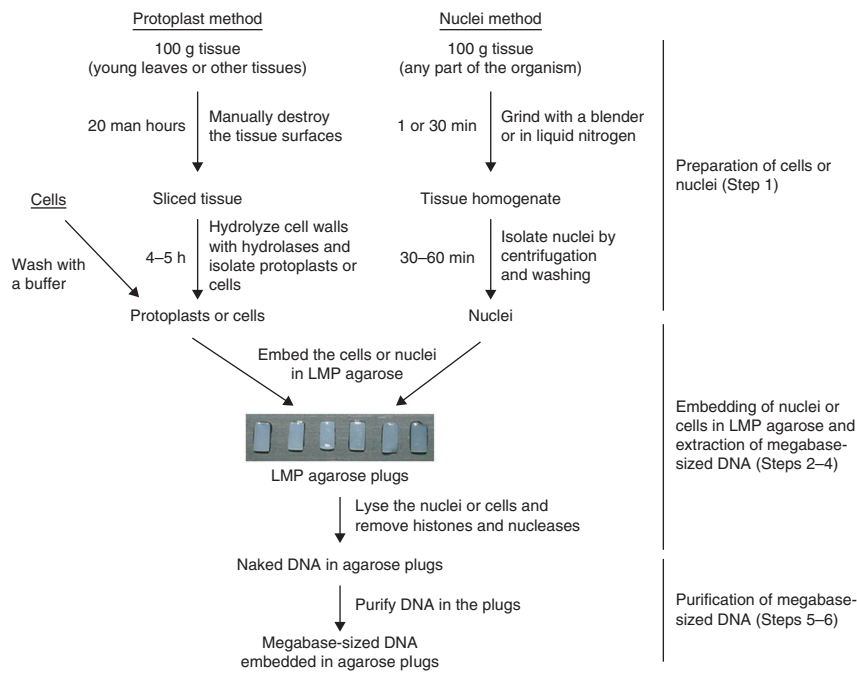 Protoplast method
100 g tissue
(young leaves or other tissues)
20 man hours
Manually destroy
the tissue surfaces
Sliced tissue
Cells
Wash with
a buffer
4–5 h
Hydrolyze cell walls
with hydrolases and
isolate protoplasts or
cells
Protoplasts or cells
Nuclei method
100 g tissue
(any part of the organism)
1 or 30 min
Grind with a blender
or in liquid nitrogen
Tissue homogenate
30–60 min
Isolate nuclei by
centrifugation
and washing
Nuclei
Preparation of cells or
nuclei (Step 1)
Embed the cells or nuclei
in LMP agarose
LMP agarose plugs
Lyse the nuclei or cells and
remove histones and nucleases
Embedding of nuclei or
cells in LMP agarose and
extraction of megabase-
sized DNA (Steps 2–4)
Naked DNA in agarose plugs
Purify DNA in the plugs
Megabase-sized DNA
embedded in agarose plugs
Purification of megabase-
sized DNA (Steps 5–6)